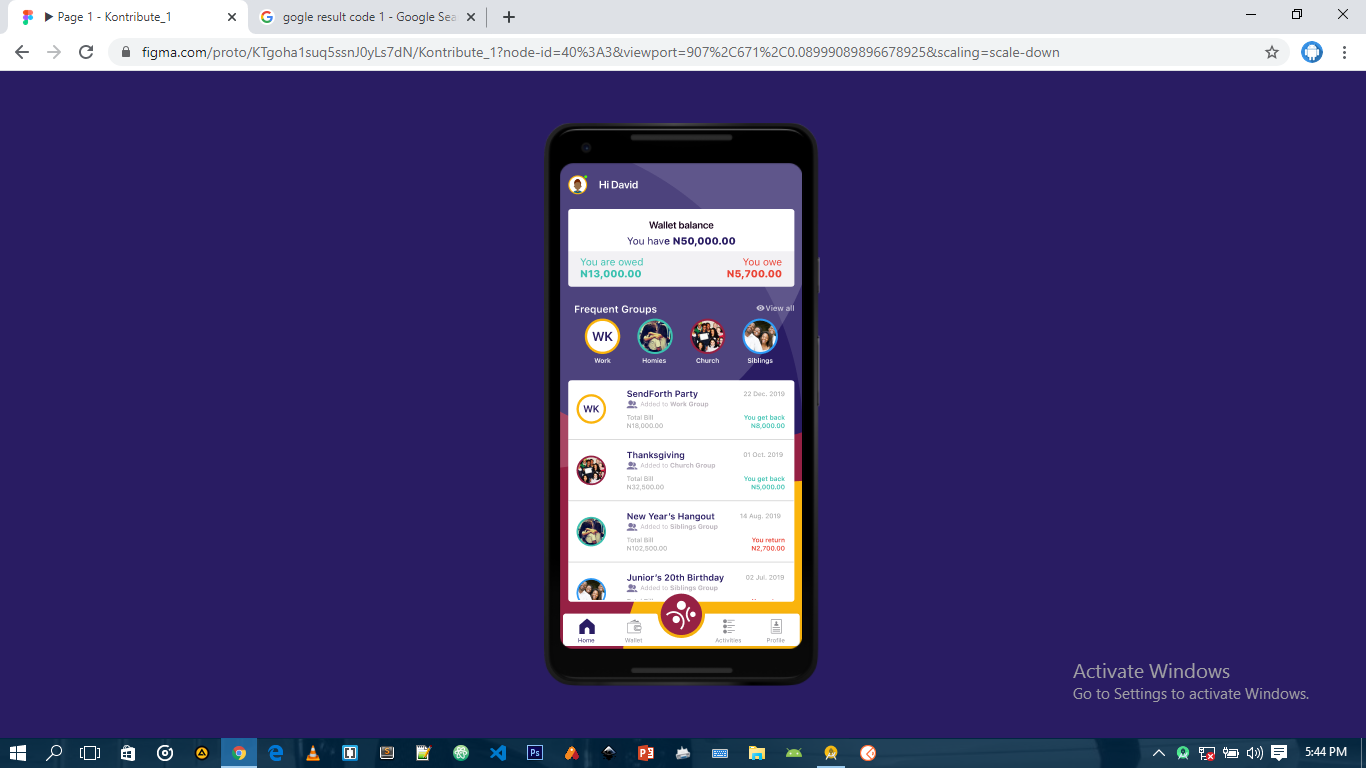 ▶ Page 1 - Kontribute_1
gogle result code 1 - Google Sea
figma.com/proto/KTgoha1suq5ssnJ0yLs7dN/Kontribute_1?node-id=40%3A3&viewport=907%2C671%2C0.08999089896678925&scaling=scale-down
Hi David
Wallet balance
You have N50,000.00
You are owed You owe
N13,000.00 N5,700.00
Frequent Groups View all
WK
Work Homies Church Siblings
SendForth Party 22 Dec. 2019
WK
Added to Work Group
Total Bill You get back
N18,000.00 N8,000.00
Thanksgiving 01 Oct. 2019
Added to Church Group
Total Bill You get back
N32,500.00 N5,000.00
New Year's Hangout 16 Aug. 2019
Added to Siblings Group
Total Bill You return
N102,500.00 N2,700.00
Junior's 20th Birthday 02 Jul. 2019
Added to Siblings Group
Home Wallet Activities Profile
Activate Windows
Go to Settings to activate Windows.
5:44 PM